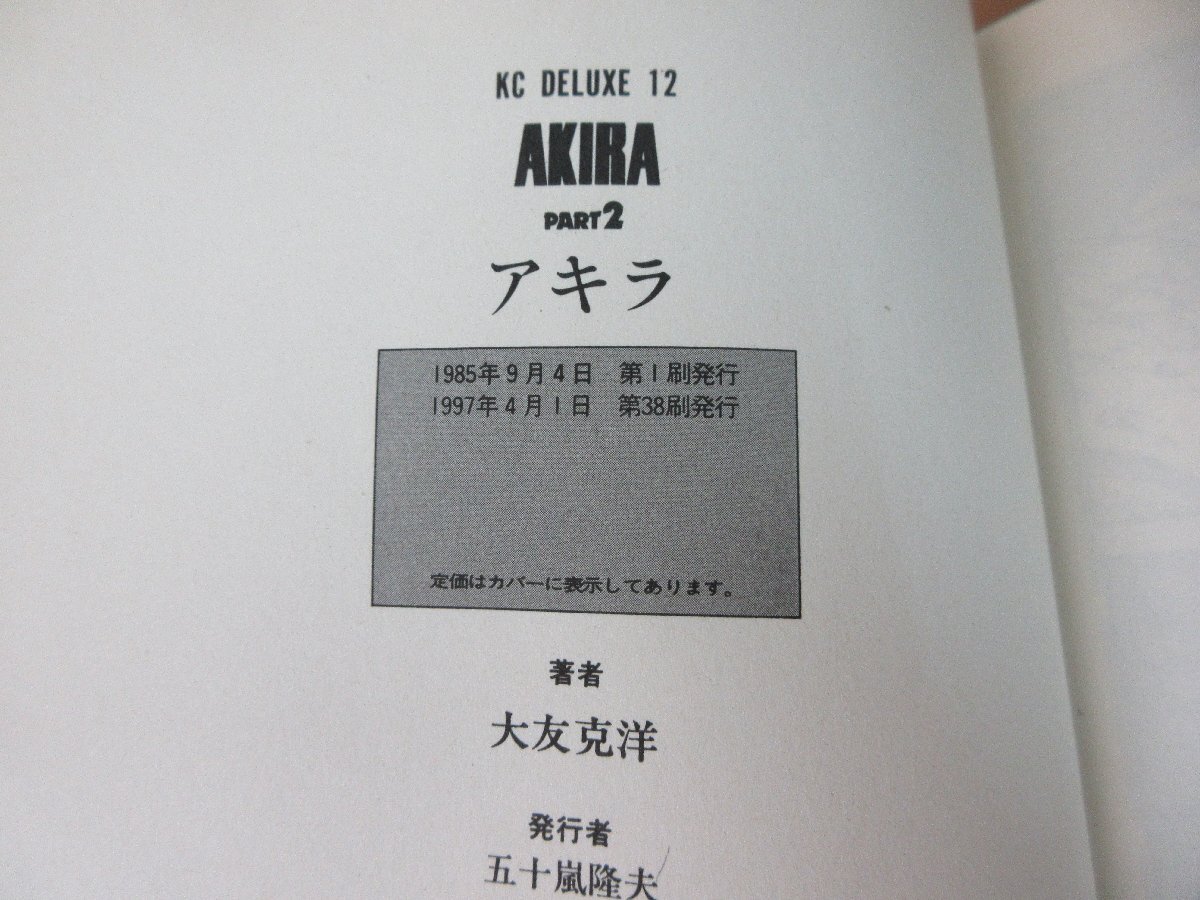 KC DELUXE 12
AKIRA
PART2
アキラ
1985年9月4日 第1刷発行
1997年4月1日 第38刷発行
定価はカバーに表示してあります。
著者
大友克洋
発行者
五十嵐隆夫